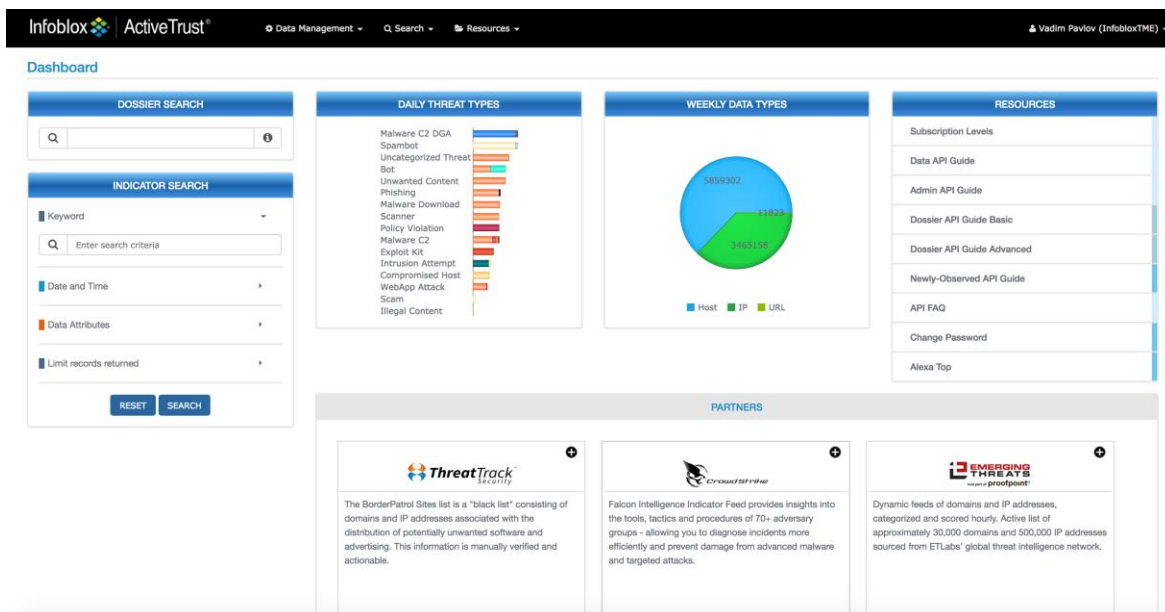 Infoblox ActiveTrust®
Data Management
Search
Resources
Vadim Pavlov (InfobloxTME)
Dashboard
DOSSIER SEARCH
INDICATOR SEARCH
Keyword
Enter search criteria
Date and Time
Data Attributes
Limit records returned
RESET SEARCH
DAILY THREAT TYPES
Malware C2 DGA
Spambot
Uncategorized Threat
Bot
Unwanted Content
Phishing
Malware Download
Scanner
Policy Violation
Malware C2
Exploit Kit
Intrusion Attempt
Compromised Host
WebApp Attack
Scam
Illegal Content
WEEKLY DATA TYPES
5859302
11823
3465158
Host IP URL
RESOURCES
Subscription Levels
Data API Guide
Admin API Guide
Dossier API Guide Basic
Dossier API Guide Advanced
Newly-Observed API Guide
API FAQ
Change Password
Alexa Top
PARTNERS
ThreatTrack
Security
The BorderPatrol Sites list is a "black list" consisting of
domains and IP addresses associated with the
distribution of potentially unwanted software and
advertising. This information is manually verified and
actionable.
CrowdStrike
Falcon Intelligence Indicator Feed provides insights into
the tools, tactics and procedures of 70+ adversary
groups - allowing you to diagnose incidents more
efficiently and prevent damage from advanced malware
and targeted attacks.
EMERGING
THREATS
now part of proofpoint
Dynamic feeds of domains and IP addresses,
categorized and scored hourly. Active list of
approximately 30,000 domains and 500,000 IP addresses
sourced from ETLabs' global threat intelligence network.